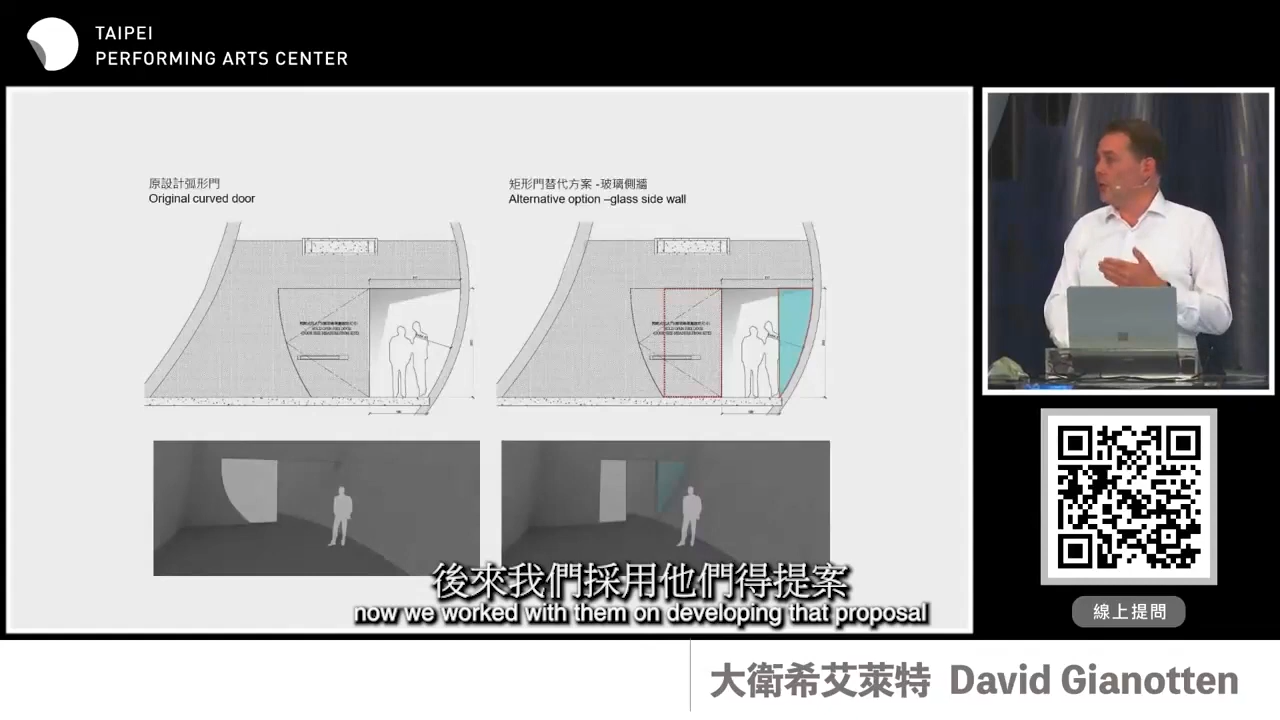 TAIPEI
PERFORMING ARTS CENTER
原設計弧形門
Original curved door
矩形門替代方案 -玻璃側牆
Alternative option –glass side wall
後來我們採用他們得提案
now we worked with them on developing that proposal
線上提問
大衛希艾萊特 David Gianotten